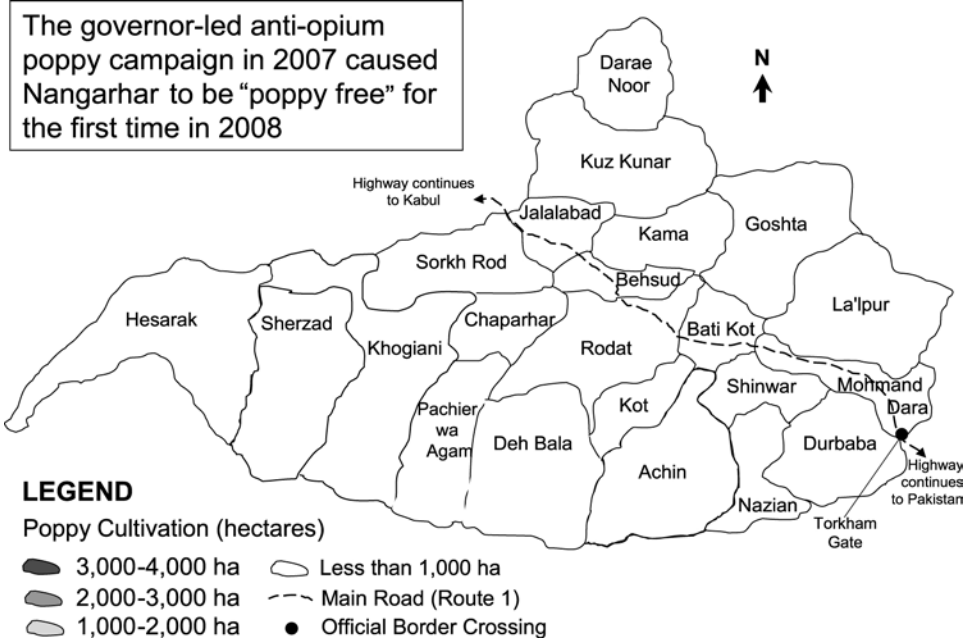 The governor-led anti-opium
poppy campaign in 2007 caused
Nangarhar to be “poppy free” for
the first time in 2008
N
Darae
Noor
Kuz Kunar
Highway continues
to Kabul
Jalalabad
Kama
Goshta
Sorkh Rod
Behsud
La'lpur
Hesarak
Sherzad
Khogiani
Chaparhar
Rodat
Bati Kot
Shinwar
Mohmand
Dara
Pachier
wa
Agam
Deh Bala
Kot
Achin
Durbaba
Nazian
Highway
continues
to Pakistan
Torkham
Gate
LEGEND
Poppy Cultivation (hectares)
3,000-4,000 ha
Less than 1,000 ha
2,000-3,000 ha
Main Road (Route 1)
1,000-2,000 ha
Official Border Crossing